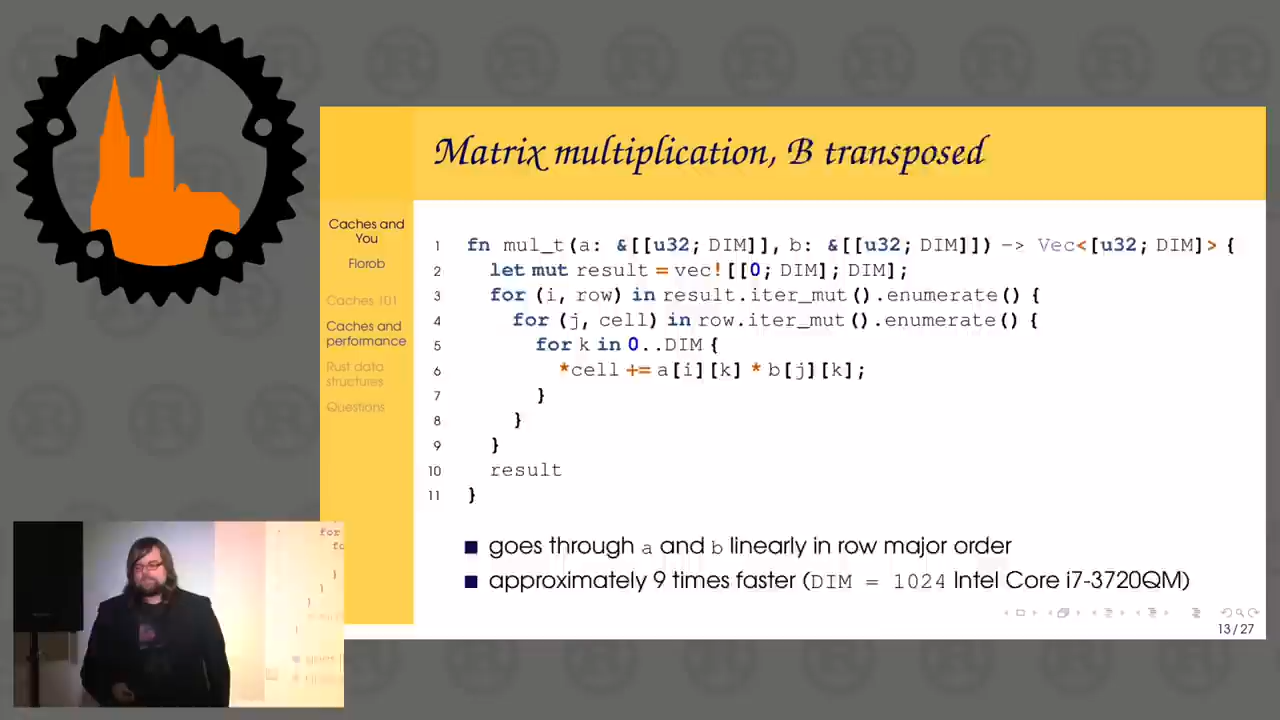 Matrix multiplication, B transposed
Caches and
You
Florob
Caches 101
Caches and
performance
Rust data
structures
Questions
1 fn mul_t(a: &[[u32; DIM]], b: &[[u32; DIM]]) -> Vec<[u32; DIM]> {
2 let mut result = vec![[0; DIM]; DIM];
3 for (i, row) in result.iter_mut().enumerate() {
4 for (j, cell) in row.iter_mut().enumerate() {
5 for k in 0..DIM {
6 *cell += a[i][k] * b[j][k];
7 }
8 }
9 }
10 result
11 }
■ goes through a and b linearly in row major order
■ approximately 9 times faster (DIM = 1024 Intel Core i7-3720QM)
13/27
for